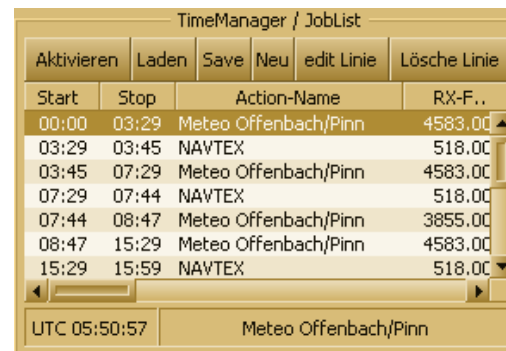 TimeManager / JobList
Aktivieren Laden Save Neu edit Linie Lösche Linie
Start Stop Action-Name RX-F..
00:00 03:29 Meteo Offenbach/Pinn 4583.00
03:29 03:45 NAVTEX 518.00
03:45 07:29 Meteo Offenbach/Pinn 4583.00
07:29 07:44 NAVTEX 518.00
07:44 08:47 Meteo Offenbach/Pinn 3855.00
08:47 15:29 Meteo Offenbach/Pinn 4583.00
15:29 15:59 NAVTEX 518.00
UTC 05:50:57 Meteo Offenbach/Pinn